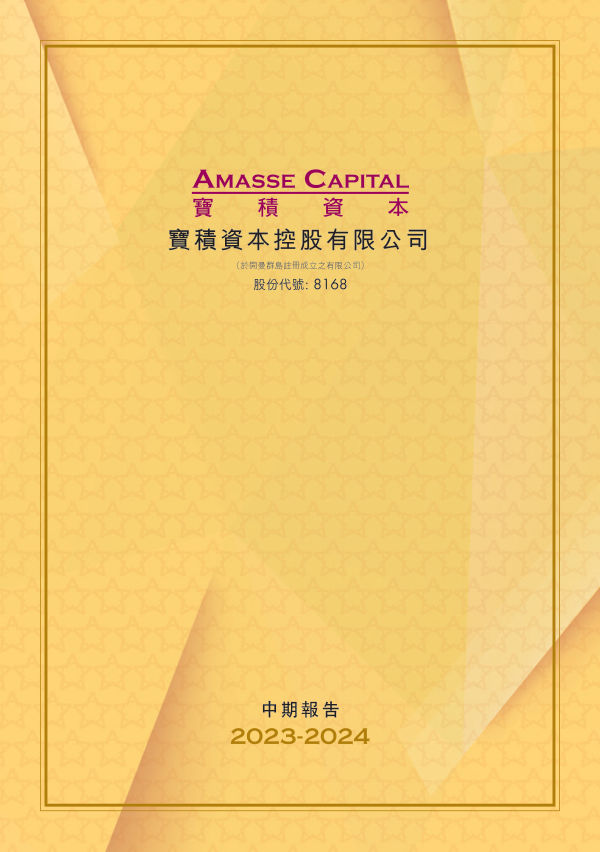 AMASSE CAPITAL
寶積資本
寶積資本控股有限公司
（於開曼群島註冊成立之有限公司）
股份代號: 8168
中期報告
2023-2024